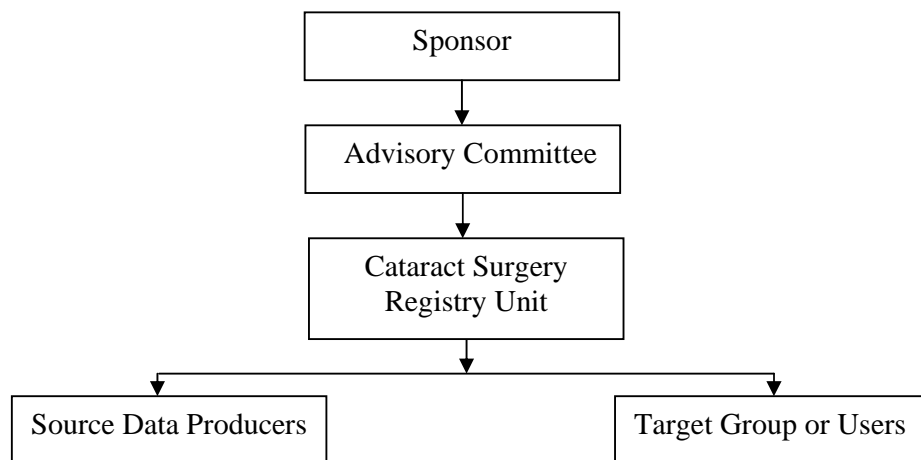 Sponsor
Advisory Committee
Cataract Surgery
Registry Unit
Source Data Producers
Target Group or Users